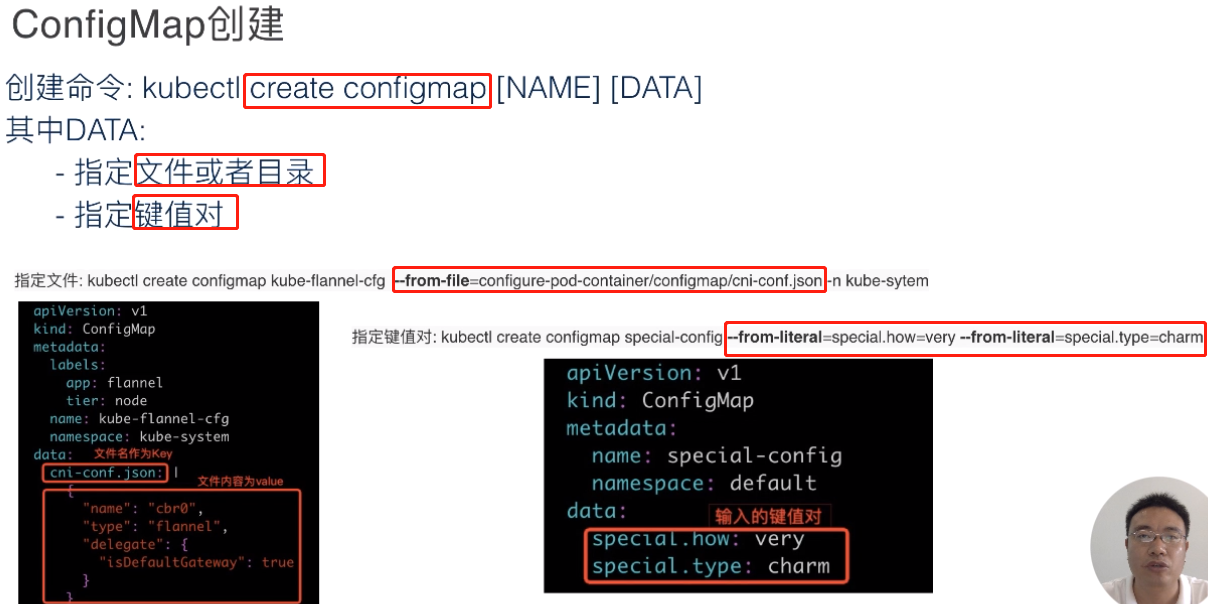 ConfigMap创建
创建命令: kubectl create configmap [NAME] [DATA]
其中DATA:
- 指定文件或者目录
- 指定键值对
指定文件: kubectl create configmap kube-flannel-cfg --from-file=configure-pod-container/configmap/cni-conf.json -n kube-sytem
apiVersion: v1
kind: ConfigMap
metadata:
labels:
app: flannel
tier: node
name: kube-flannel-cfg
namespace: kube-system
data: 文件名作为Key
cni-conf.json: |
文件内容为value
{
"name": "cbr0",
"type": "flannel",
"delegate": {
"isDefaultGateway": true
}
}
指定键值对: kubectl create configmap special-config --from-literal=special.how=very --from-literal=special.type=charm
apiVersion: v1
kind: ConfigMap
metadata:
name: special-config
namespace: default
data: 输入的键值对
special.how: very
special.type: charm